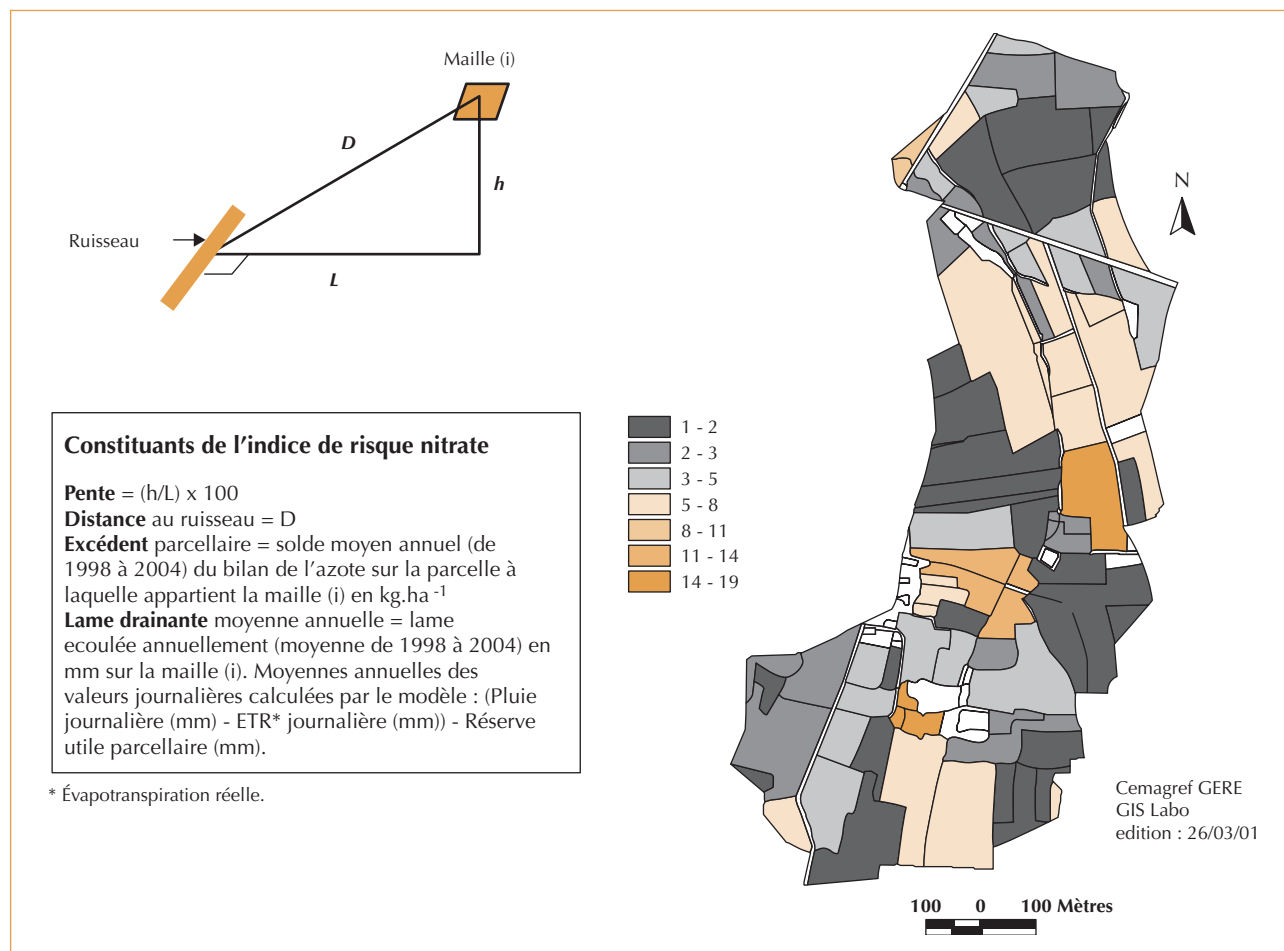 Maille (i)
D
h
Ruisseau
L
N
Constituants de l'indice de risque nitrate
Pente = (h/L) x 100
Distance au ruisseau = D
Excédent parcellaire = solde moyen annuel (de
1998 à 2004) du bilan de l'azote sur la parcelle à
laquelle appartient la maille (i) en kg.ha -1
Lame drainante moyenne annuelle = lame
ecoulée annuellement (moyenne de 1998 à 2004) en
mm sur la maille (i). Moyennes annuelles des
valeurs journalières calculées par le modèle : (Pluie
journalière (mm) - ETR* journalière (mm)) - Réserve
utile parcellaire (mm).
* Évapotranspiration réelle.
1 - 2
2 - 3
3 - 5
5 - 8
8 - 11
11 - 14
14 - 19
Cemagref GERE
GIS Labo
edition : 26/03/01
100 0 100 Mètres